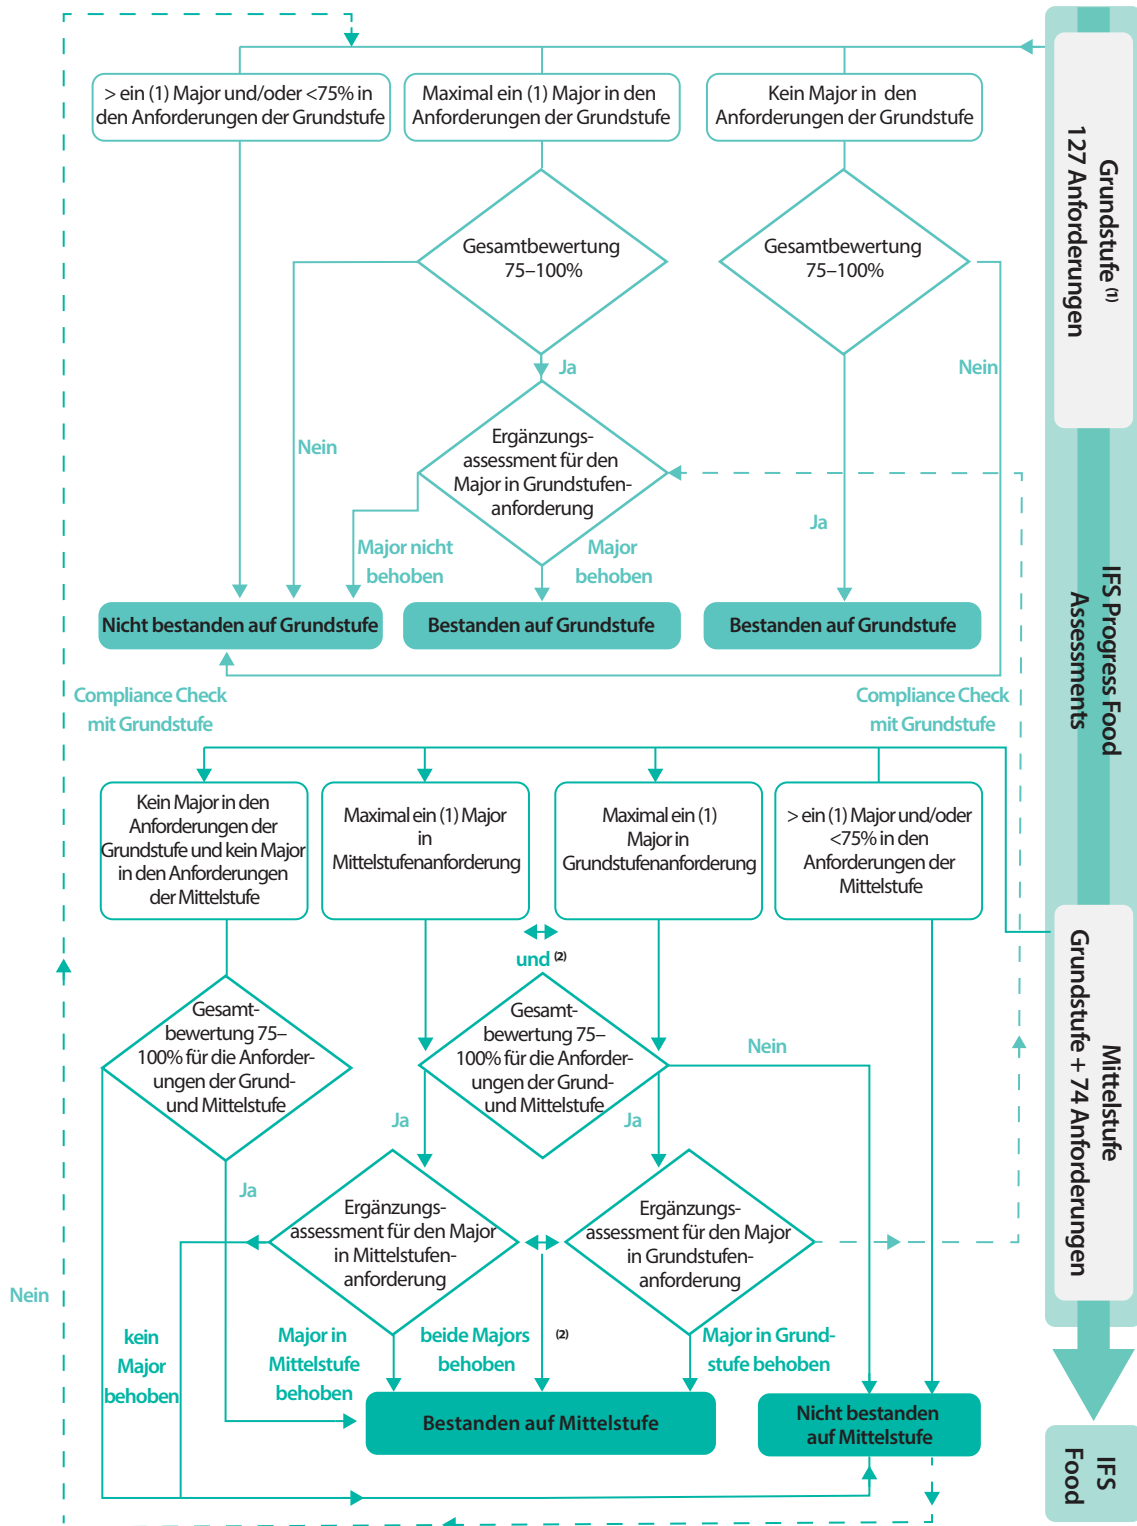 > ein (1) Major und/oder <75% in
den Anforderungen der Grundstufe
Maximal ein (1) Major in den
Anforderungen der Grundstufe
Kein Major in den
Anforderungen der Grundstufe
Gesamtbewertung
75–100%
Gesamtbewertung
75–100%
Ja
Nein
Nein
Ergänzungs-
assessment für den
Major in Grundstufen-
anforderung
Ja
Major nicht
behoben
Major
behoben
Nicht bestanden auf Grundstufe
Bestanden auf Grundstufe
Bestanden auf Grundstufe
Compliance Check
mit Grundstufe
Compliance Check
mit Grundstufe
Kein Major in den
Anforderungen der
Grundstufe und kein Major
in den Anforderungen
der Mittelstufe
Maximal ein (1) Major
in
Mittelstufenanforderung
Maximal ein (1)
Major in
Grundstufenanforderung
> ein (1) Major und/oder
<75% in den
Anforderungen der
Mittelstufe
und (2)
Gesamt-
bewertung 75–
100% für die Anforder-
ungen der Grund-
und Mittelstufe
Gesamt-
bewertung 75–
100% für die Anforder-
ungen der Grund-
und Mittelstufe
Nein
Ja
Ja
Ja
Ergänzungs-
assessment für den Major
in Mittelstufen-
anforderung
Ergänzungs-
assessment für den Major
in Grundstufen-
anforderung
Nein
kein
Major
behoben
Major in
Mittelstufe
behoben
beide Majors
behoben
(2)
Major in Grund-
stufe behoben
Bestanden auf Mittelstufe
Nicht bestanden
auf Mittelstufe
Grundstufe (1)
127 Anforderungen
IFS Progress Food
Assessments
Mittelstufe
Grundstufe + 74 Anforderungen
IFS
Food